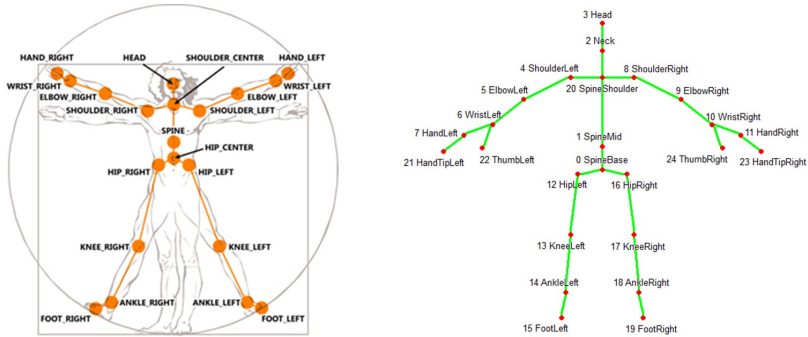 HAND_RIGHT HEAD SHOULDER_CENTER HAND_LEFT
WRIST_RIGHT WRIST_LEFT
ELBOW_RIGHT ELBOW_LEFT
SHOULDER_RIGHT SHOULDER_LEFT
SPINE
HIP_CENTER
HIP_RIGHT HIP_LEFT
KNEE_RIGHT KNEE_LEFT
ANKLE_RIGHT ANKLE_LEFT
FOOT_RIGHT FOOT_LEFT
3 Head
2 Neck
4 ShoulderLeft 8 ShoulderRight
20 SpineShoulder
5 ElbowLeft 9 ElbowRight
6 WristLeft 10 WristRight
7 HandLeft 11 HandRight
1 SpineMid
21 HandTipLeft 22 ThumbLeft 0 SpineBase 24 ThumbRight 23 HandTipRight
12 HipLeft 16 HipRight
13 KneeLeft 17 KneeRight
14 AnkleLeft 18 AnkleRight
15 FootLeft 19 FootRight